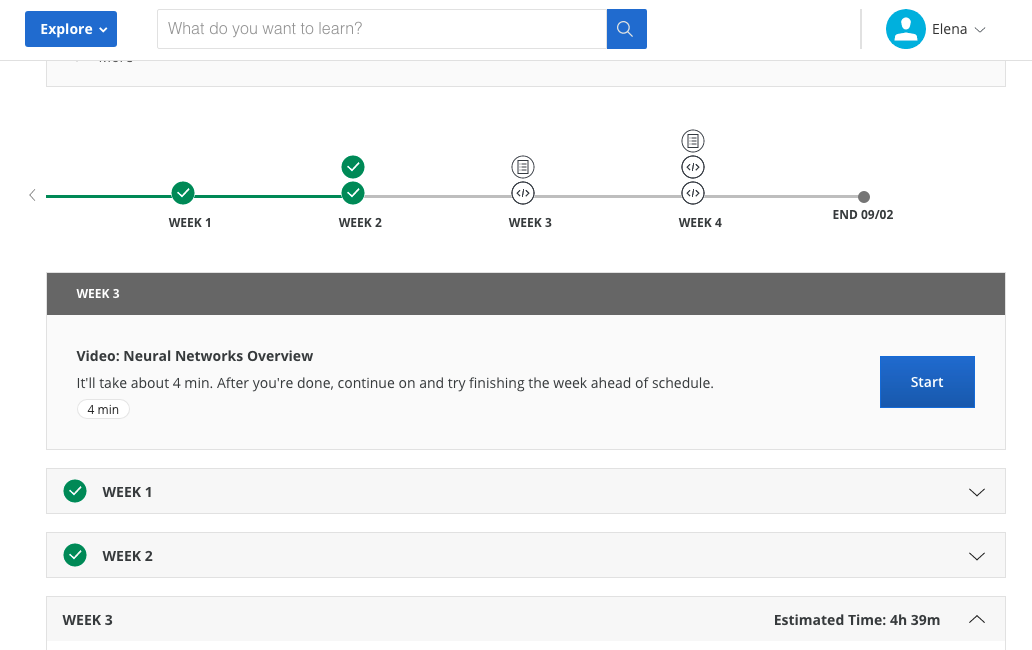 Explore
What do you want to learn?
Elena
WEEK 1
WEEK 2
WEEK 3
WEEK 4
END 09/02
WEEK 3
Video: Neural Networks Overview
It'll take about 4 min. After you're done, continue on and try finishing the week ahead of schedule.
4 min
Start
WEEK 1
WEEK 2
WEEK 3
Estimated Time: 4h 39m